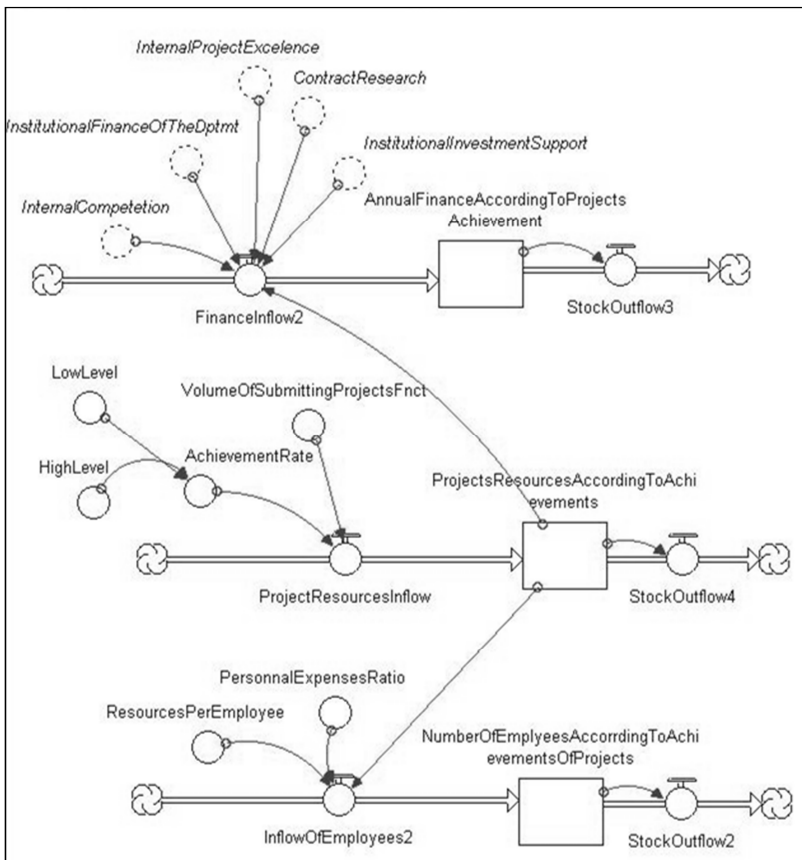 InternalProjectExcelence
ContractResearch
InstitutionalFinanceOfTheDptmt
InstitutionalInvestmentSupport
InternalCompetetion
AnnualFinanceAccordingToProjects
Achievement
FinanceInflow2
StockOutflow3
LowLevel
VolumeOfSubmittingProjectsFnct
HighLevel
AchievementRate
ProjectsResourcesAccordingToAchi
evements
ProjectResourcesInflow
StockOutflow4
PersonnalExpensesRatio
ResourcesPerEmployee
NumberOfEmplyeesAccorrdingToAchi
evementsOfProjects
InflowOfEmployees2
StockOutflow2